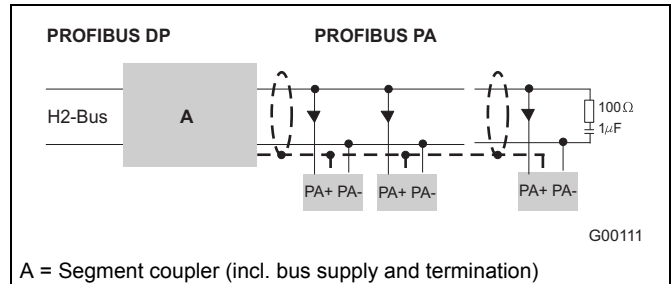 PROFIBUS DP PROFIBUS PA
H2-Bus A
100Ω
1μF
PA+ PA- PA+ PA- PA+ PA-
G00111
A = Segment coupler (incl. bus supply and termination)